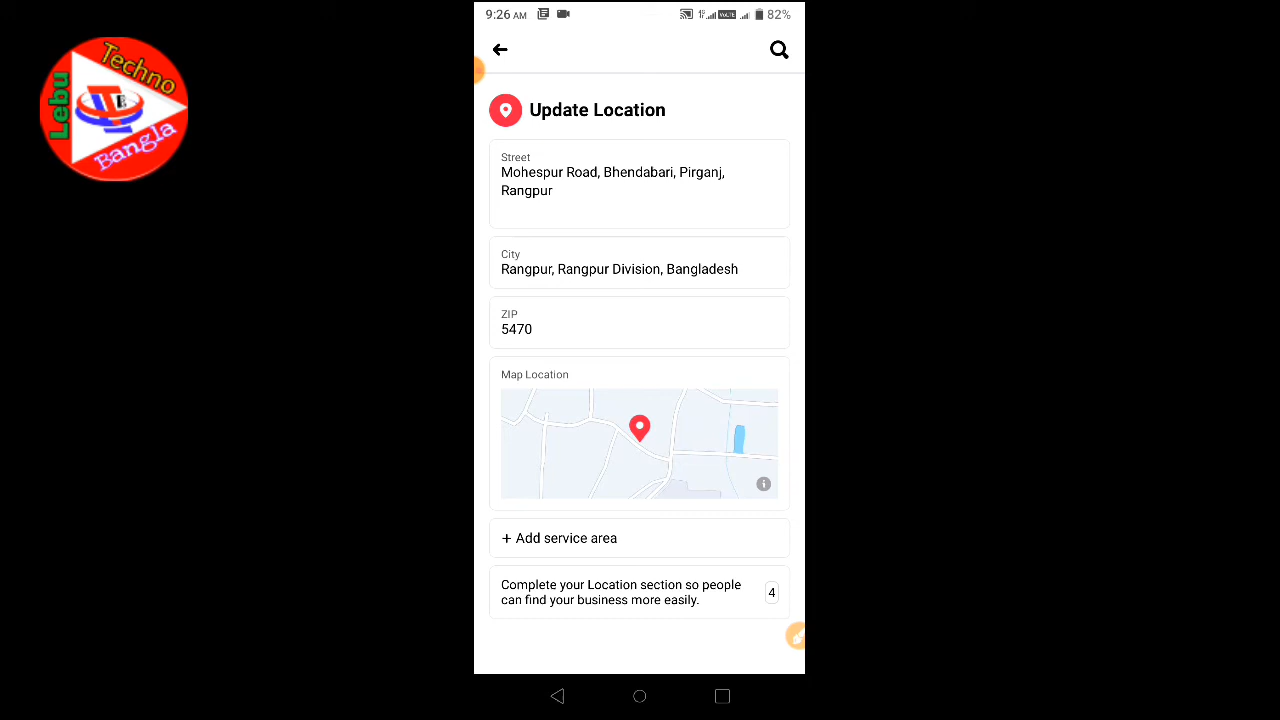 9:26 AM
VoLTE
82%
Lebu
Techno
Bangla
Update Location
Street
Mohespur Road, Bhendabari, Pirganj,
Rangpur
City
Rangpur, Rangpur Division, Bangladesh
ZIP
5470
Map Location
+ Add service area
Complete your Location section so people
can find your business more easily.
4